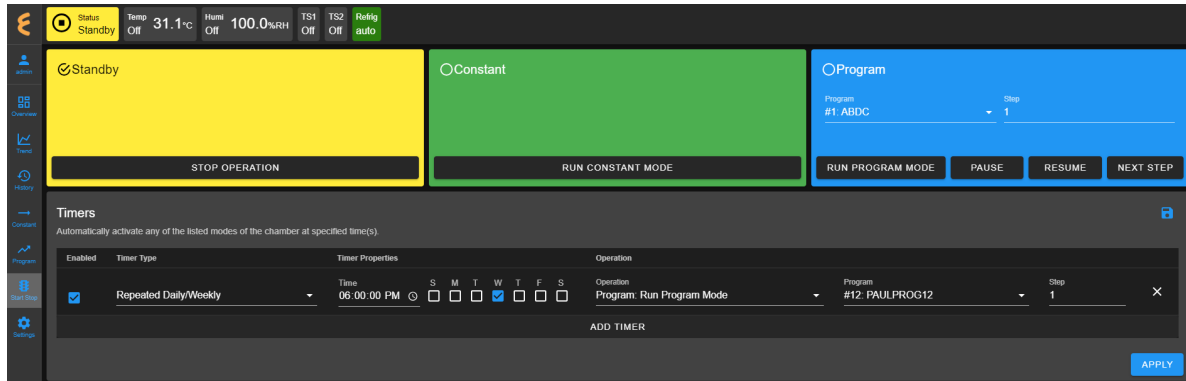 Status
Standby
Temp
Off
31.1°C
Humi
Off
100.0%RH
TS1
Off
TS2
Off
Refrig
auto
admin
Overview
Trend
History
Constant
Program
Start Stop
Settings
Standby
STOP OPERATION
Constant
RUN CONSTANT MODE
Program
Program
#1: ABDC
Step
1
RUN PROGRAM MODE
PAUSE
RESUME
NEXT STEP
Timers
Automatically activate any of the listed modes of the chamber at specified time(s).
Enabled Timer Type Timer Properties Operation
Repeated Daily/Weekly
Time
06:00:00 PM
S M T W T F S
Operation
Program: Run Program Mode
Program
#12: PAULPROG12
Step
1
ADD TIMER
APPLY